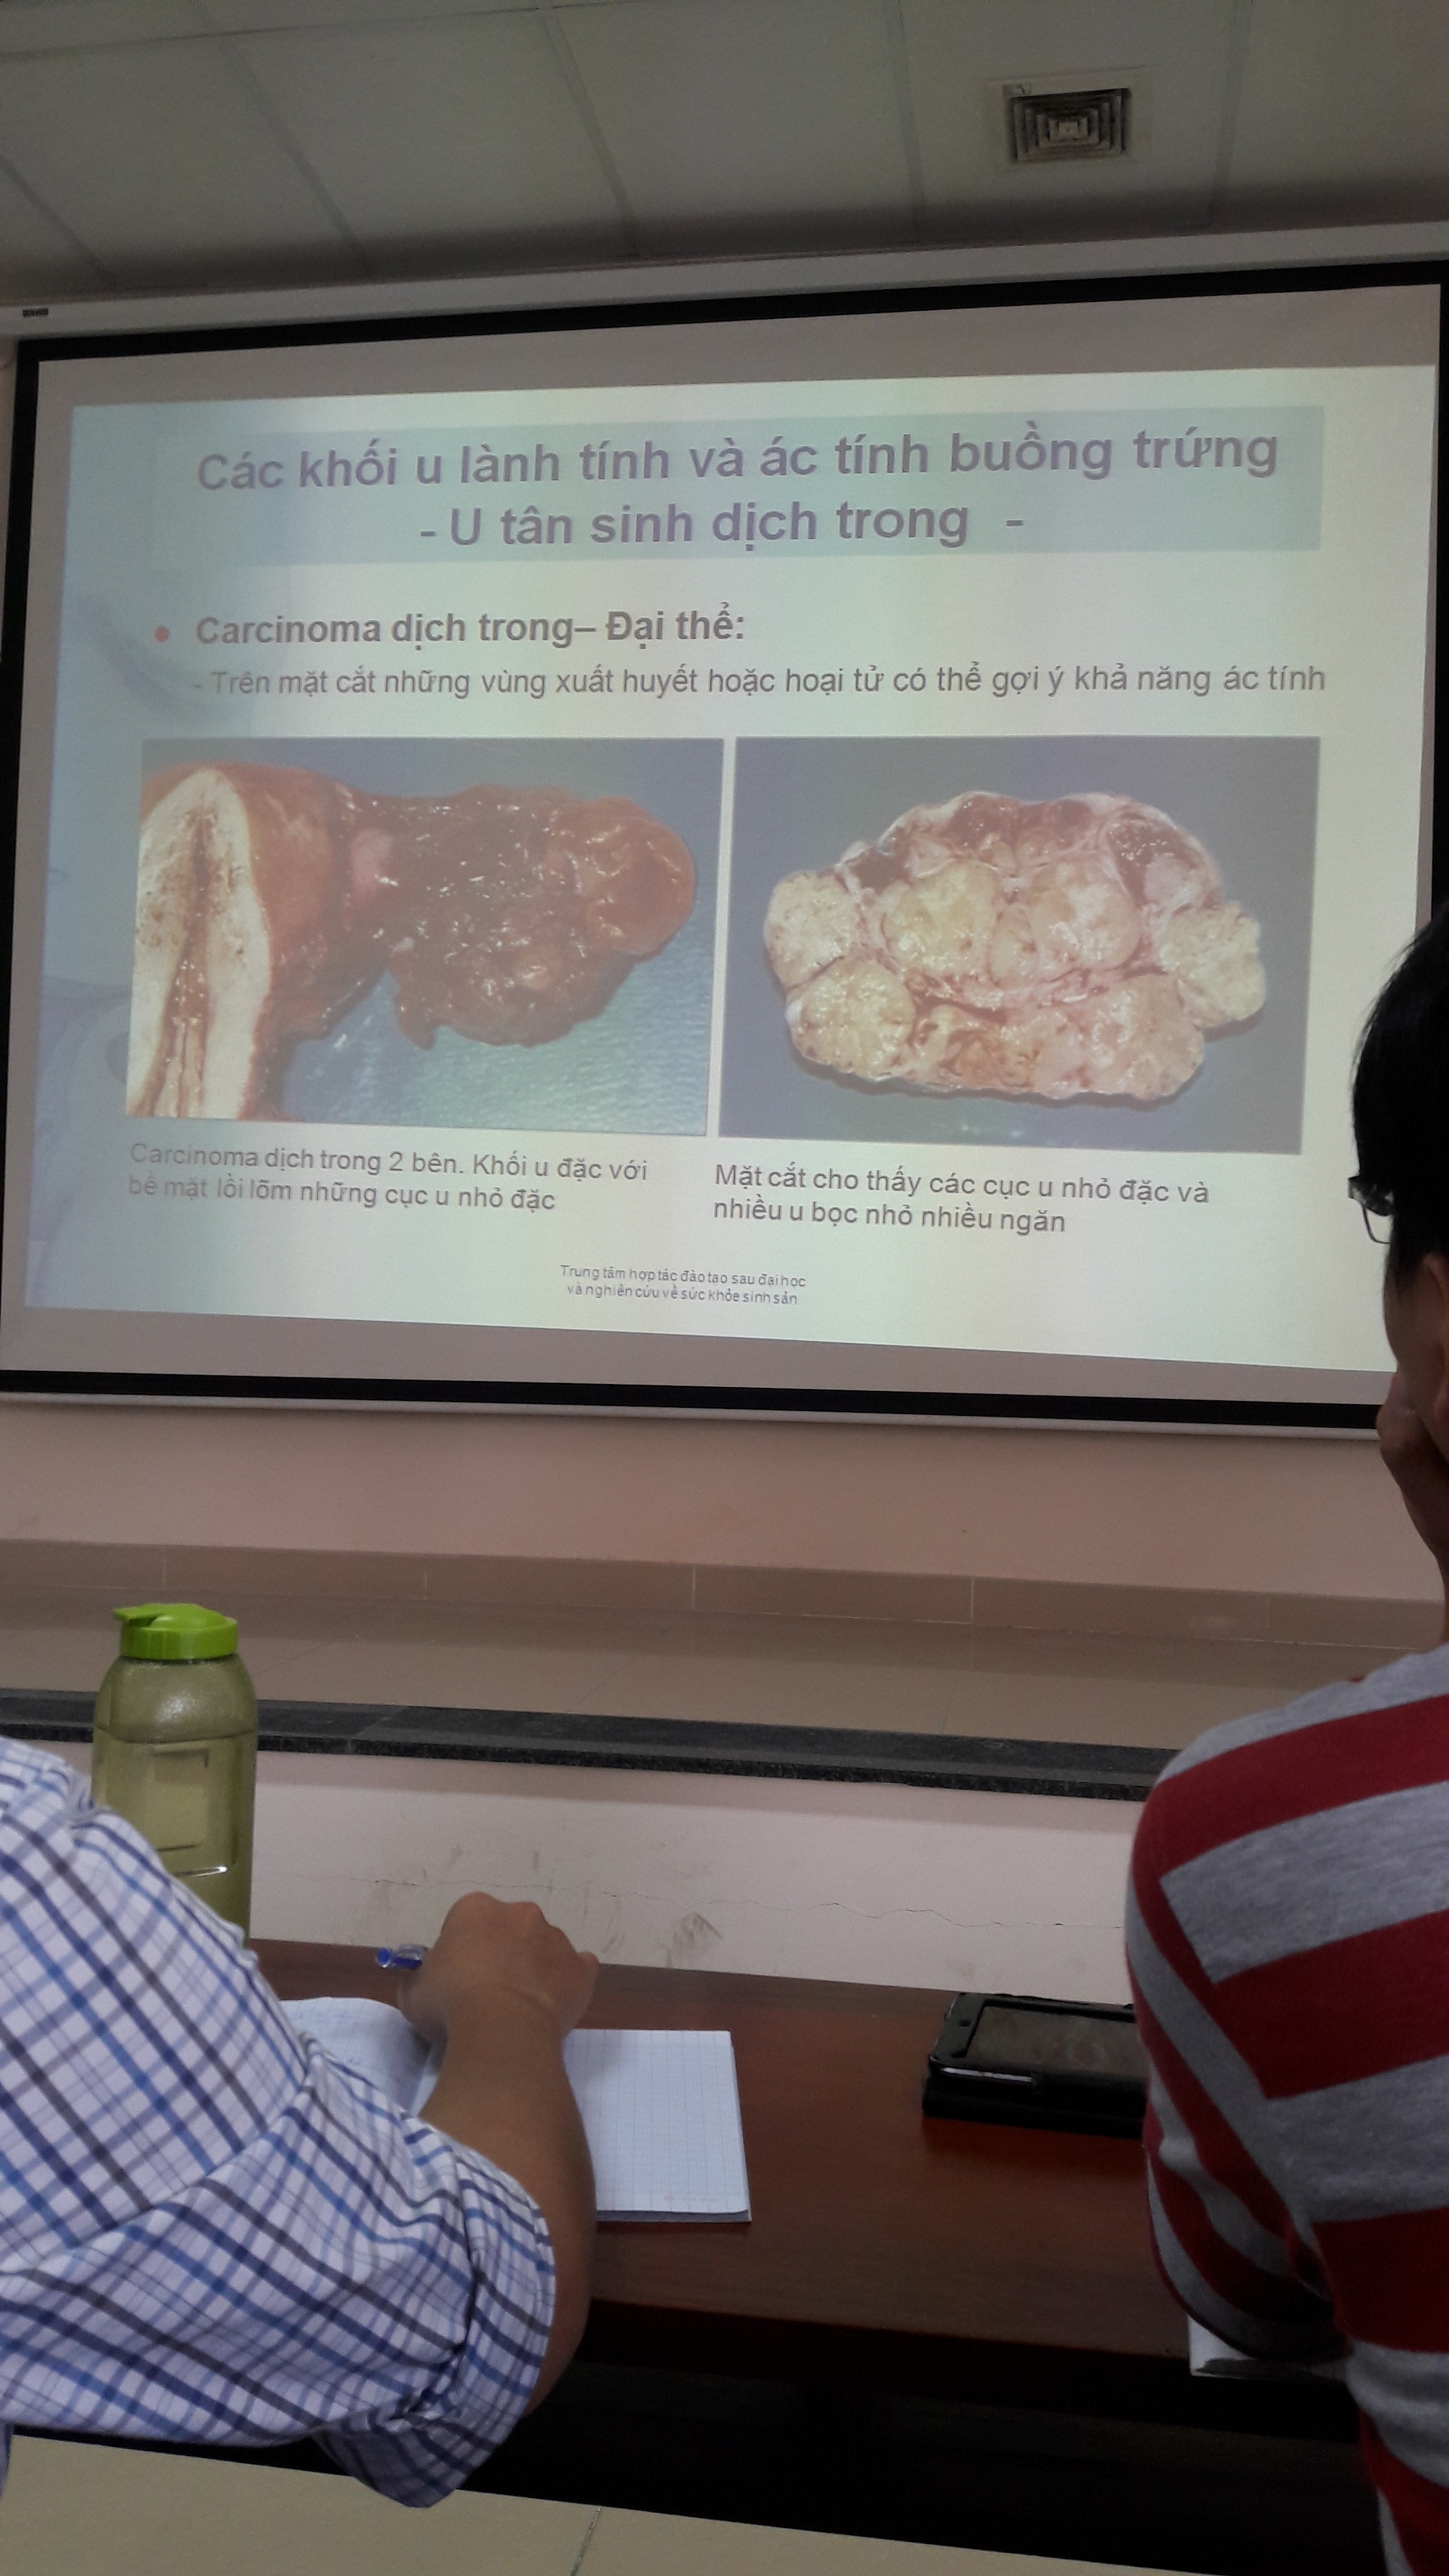 Các khối u lành tính và ác tính buồng trứng
- U tân sinh dịch trong -
• Carcinoma dịch trong– Đại thể:
- Trên mặt cắt những vùng xuất huyết hoặc hoại tử có thể gợi ý khả năng ác tính
Carcinoma dịch trong 2 bên. Khối u đặc với
bề mặt lồi lõm những cục u nhỏ đặc
Mặt cắt cho thấy các cục u nhỏ đặc và
nhiều u bọc nhỏ nhiều ngăn
Trung tâm hợp tác đào tạo sau đại học
và nghiên cứu về sức khỏe sinh sản